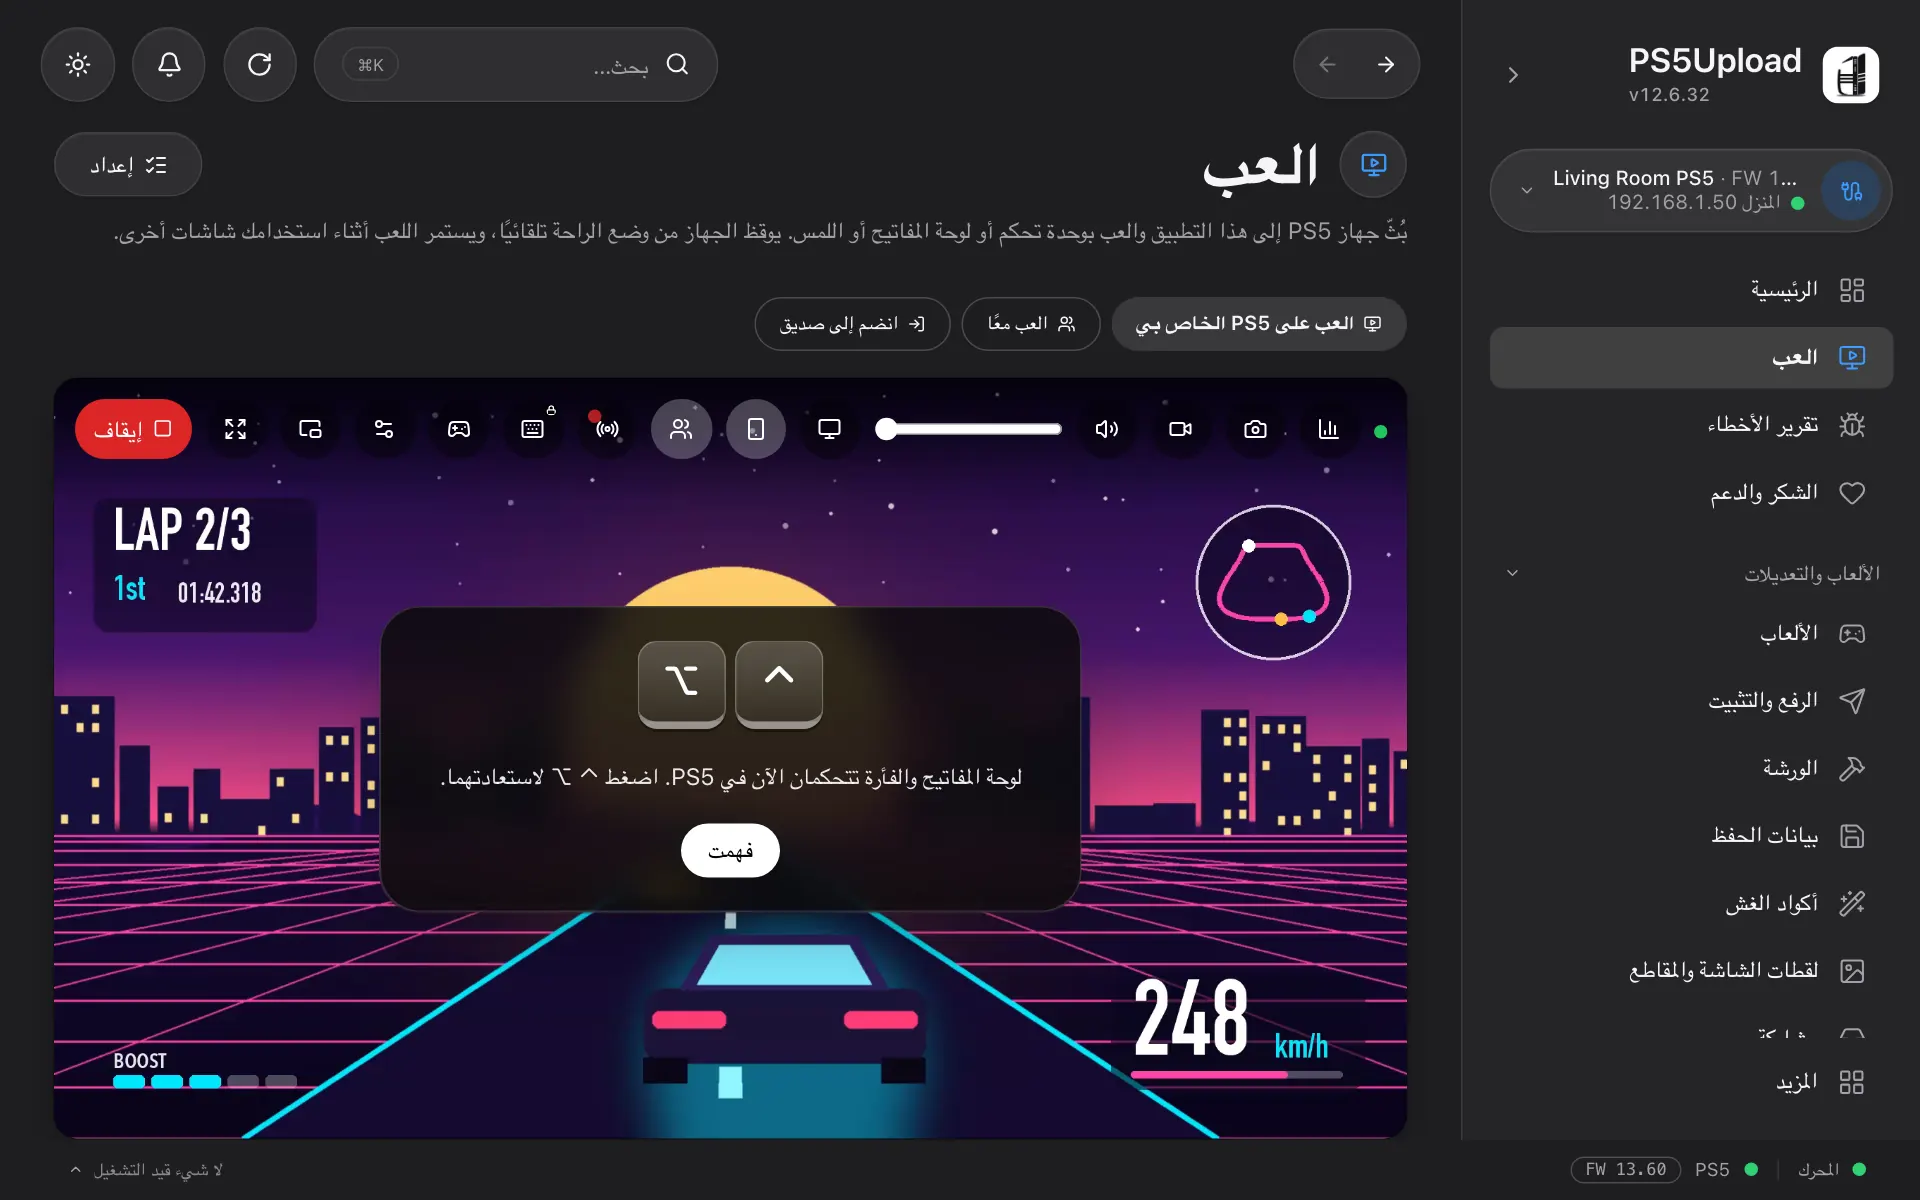 PS5Upload
v12.6.32
Living Room PS5 · FW 1...
المنزل 192.168.1.50
الرئيسية
العب
تقرير الأخطاء
الشكر والدعم
الألعاب والتعديلات
الألعاب
الرفع والتثبيت
الورشة
بيانات الحفظ
أكواد الغش
لقطات الشاشة والمقاطع
المزيد
بحث...
⌘K
العب
إعداد
بُثّ جهاز PS5 إلى هذا التطبيق والعب بوحدة تحكم أو لوحة المفاتيح أو اللمس. يوقظ الجهاز من وضع الراحة تلقائيًا، ويستمر اللعب أثناء استخدامك شاشات أخرى.
العب على PS5 الخاص بي
العب معًا
انضم إلى صديق
إيقاف
LAP 2/3
1st 01:42.318
⌃ ⌥
لوحة المفاتيح والفأرة تتحكمان الآن في PS5. اضغط ⌃ ⌥ لاستعادتهما.
فهمت
248 km/h
BOOST
المحرك
PS5
FW 13.60
لا شيء قيد التشغيل